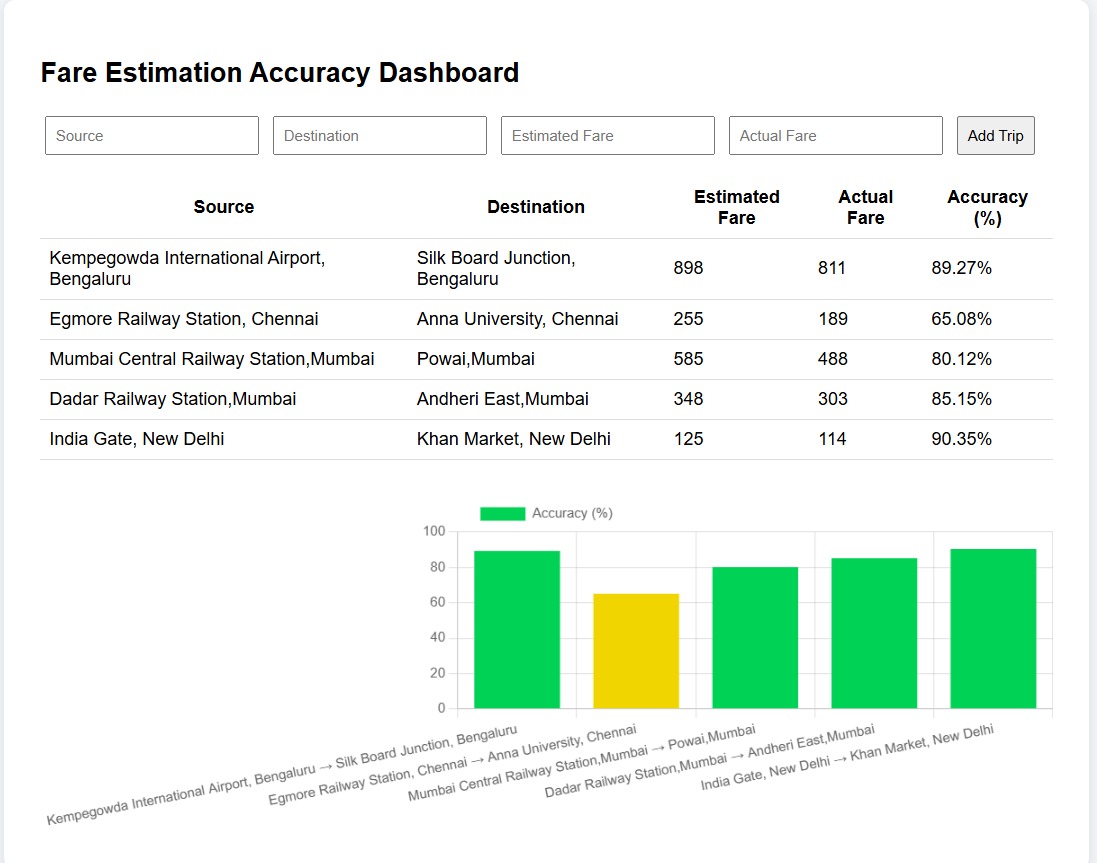 Fare Estimation Accuracy Dashboard
Source Destination Estimated Fare Actual Fare Add Trip
Source Destination Estimated Fare Actual Fare Accuracy (%)
Kempegowda International Airport, Bengaluru Silk Board Junction, Bengaluru 898 811 89.27%
Egmore Railway Station, Chennai Anna University, Chennai 255 189 65.08%
Mumbai Central Railway Station,Mumbai Powai,Mumbai 585 488 80.12%
Dadar Railway Station,Mumbai Andheri East,Mumbai 348 303 85.15%
India Gate, New Delhi Khan Market, New Delhi 125 114 90.35%
Accuracy (%)
100
80
60
40
20
0
Kempegowda International Airport, Bengaluru → Silk Board Junction, Bengaluru
Egmore Railway Station, Chennai → Anna University, Chennai
Mumbai Central Railway Station,Mumbai → Powai,Mumbai
Dadar Railway Station,Mumbai → Andheri East,Mumbai
India Gate, New Delhi → Khan Market, New Delhi